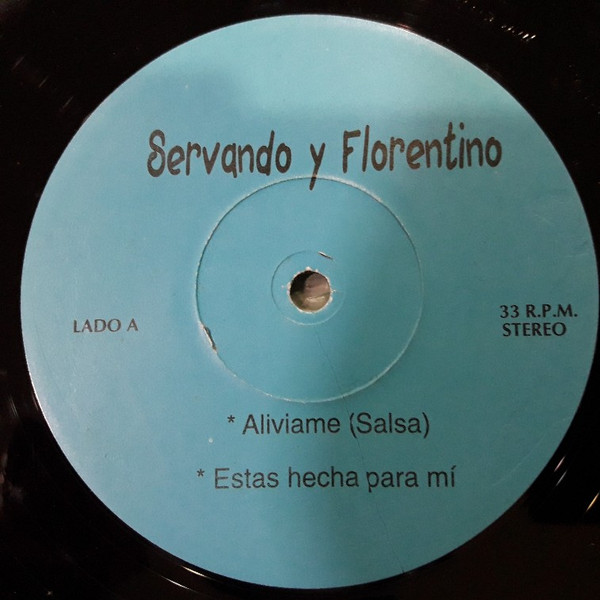 Servando y Florentino
LADO A
33 R.P.M.
STEREO
* Aliviame (Salsa)
* Estas hecha para mí